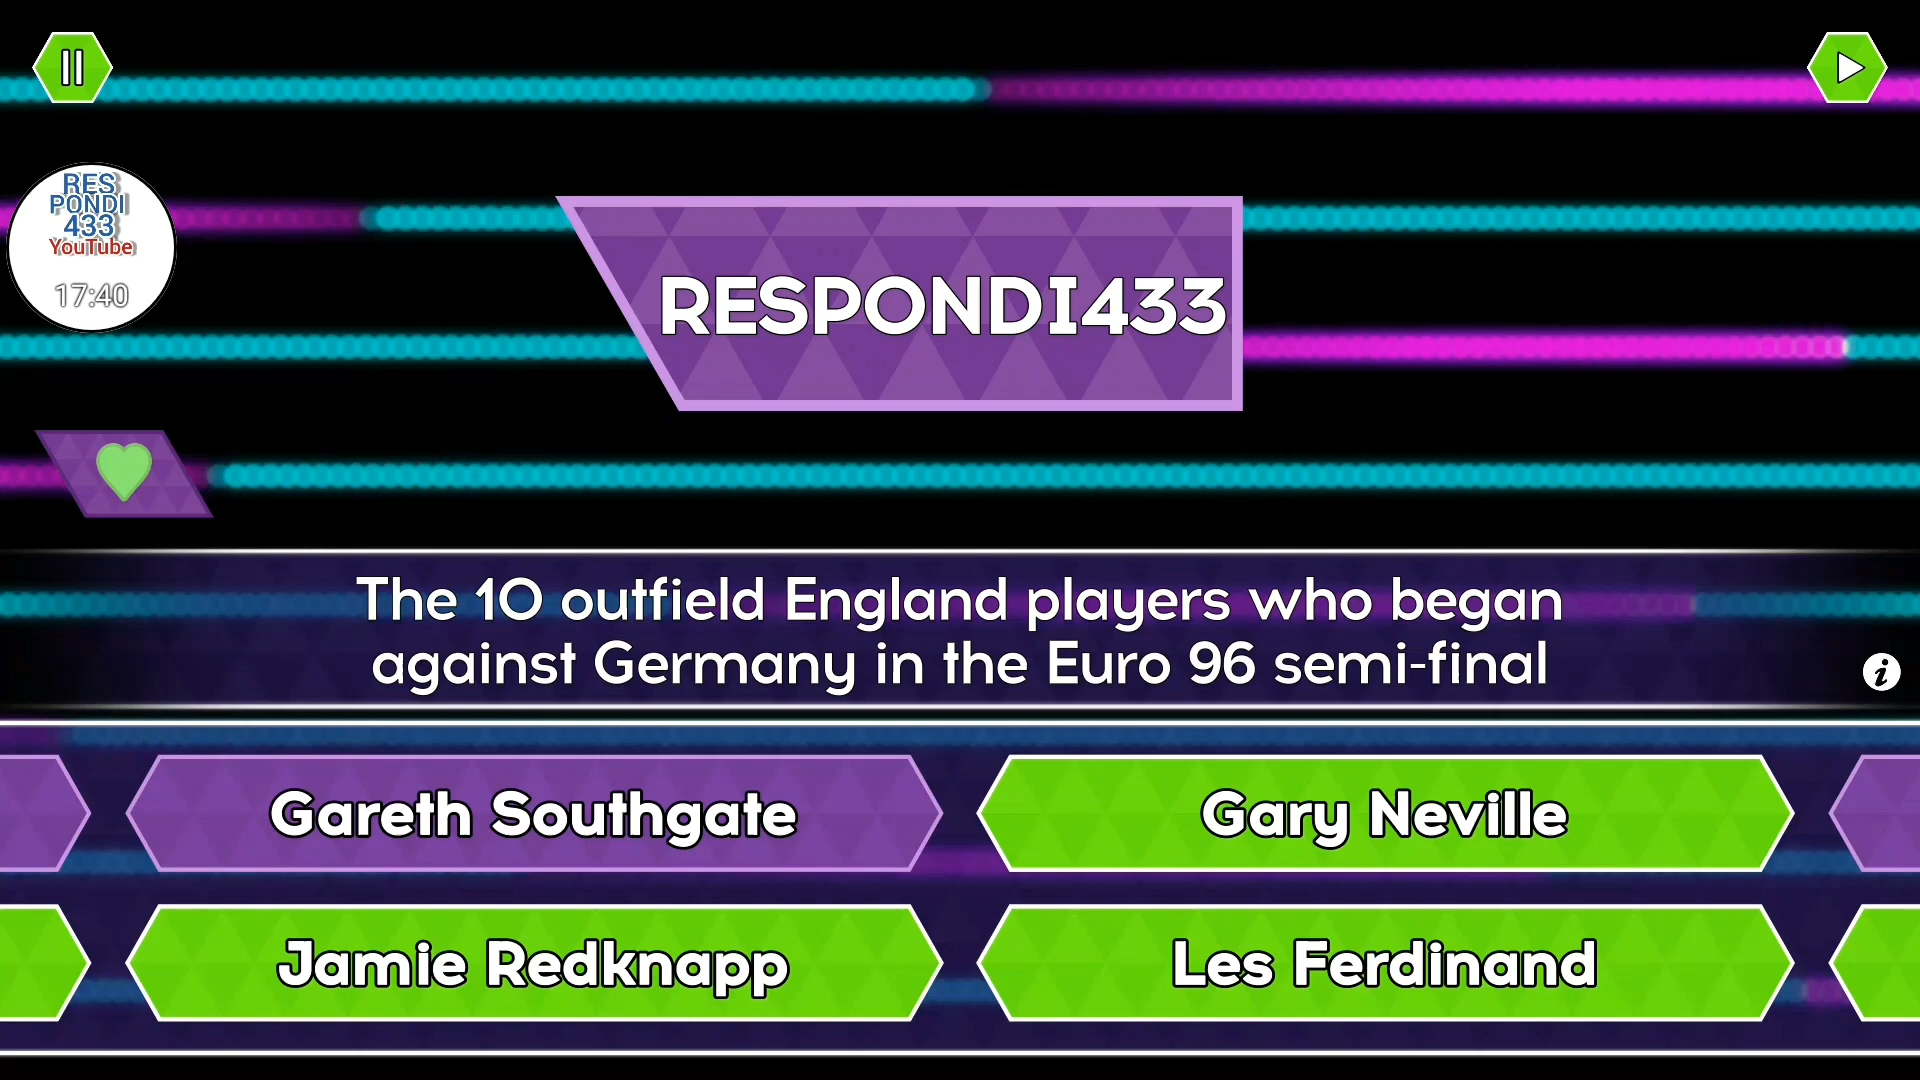 RES
PONDI
433
YouTube
17:40
RESPONDI433
The 10 outfield England players who began
against Germany in the Euro 96 semi-final
i
Gareth Southgate
Gary Neville
Jamie Redknapp
Les Ferdinand